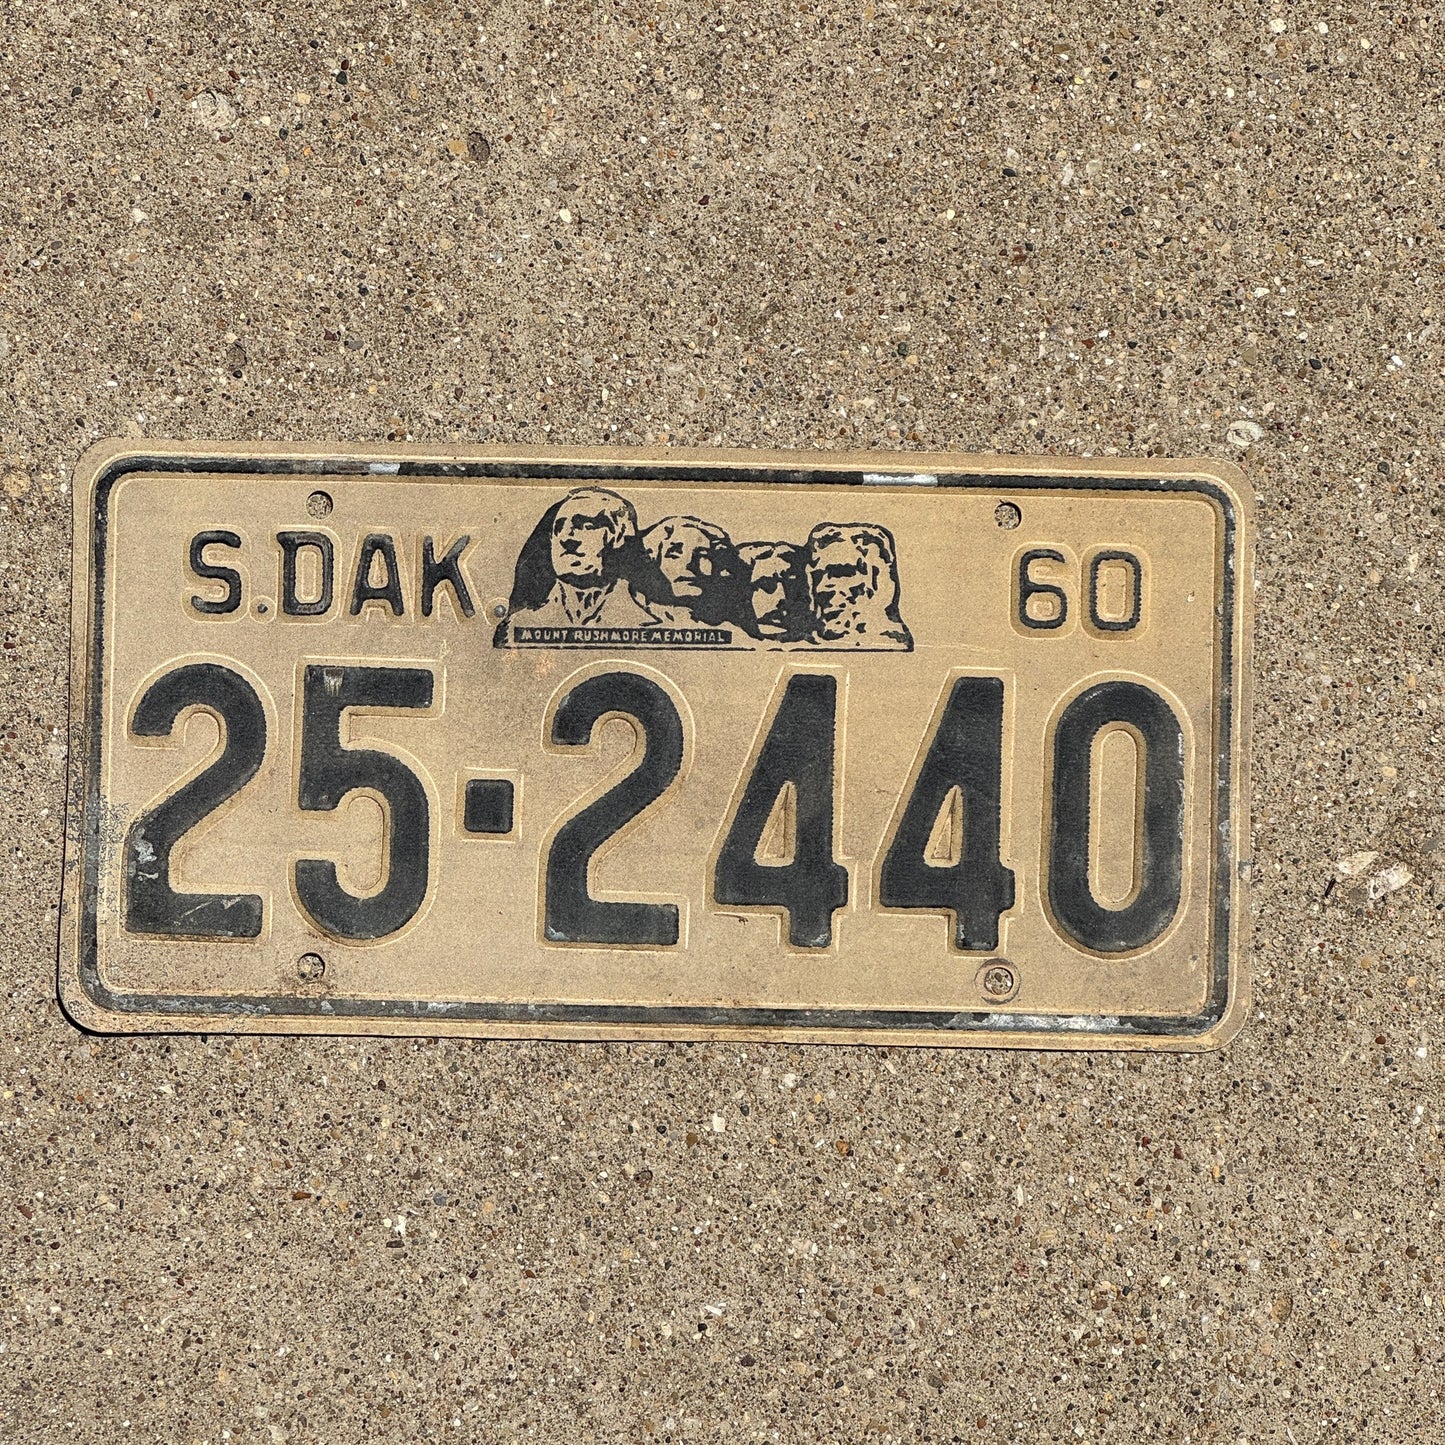 S.DAK. 60
MOUNT RUSHMORE MEMORIAL
25-2440